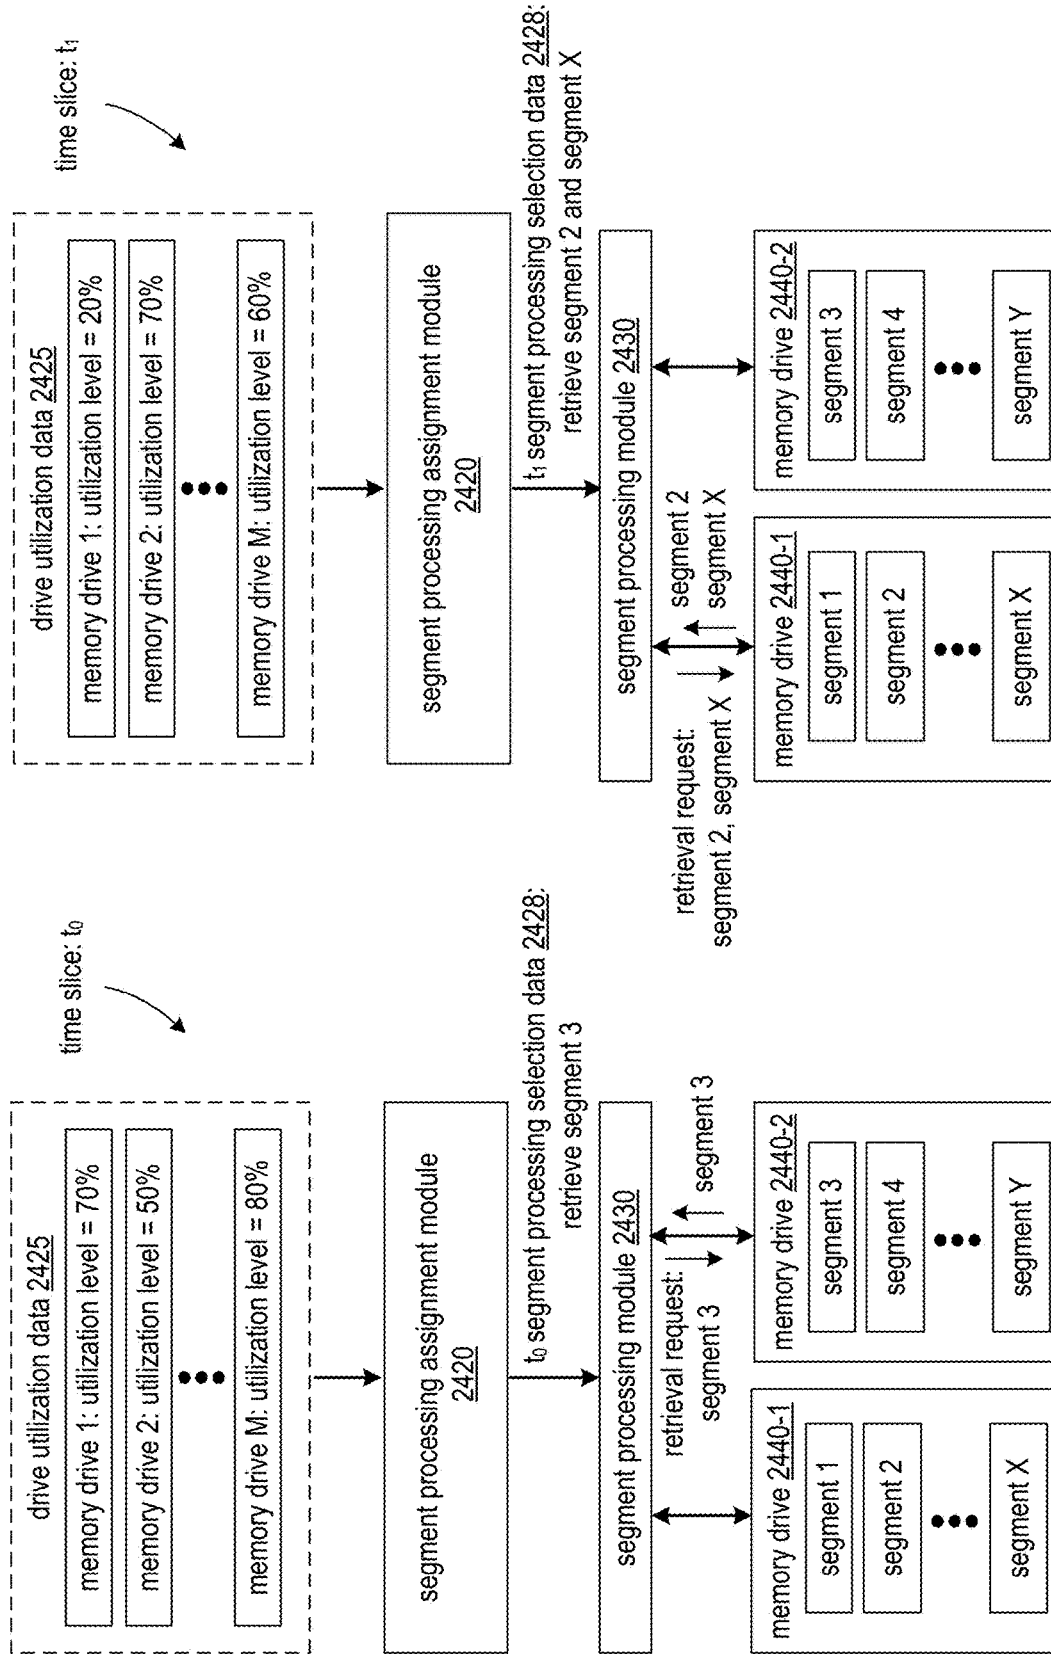 time slice: t0
drive utilization data 2425
memory drive 1: utilization level = 70%
memory drive 2: utilization level = 50%
memory drive M: utilization level = 80%
segment processing assignment module
2420
t0 segment processing selection data 2428:
retrieve segment 3
segment processing module 2430
retrieval request:
segment 3
segment 3
memory drive 2440-1
segment 1
segment 2
segment X
memory drive 2440-2
segment 3
segment 4
segment Y
time slice: t1
drive utilization data 2425
memory drive 1: utilization level = 20%
memory drive 2: utilization level = 70%
memory drive M: utilization level = 60%
segment processing assignment module
2420
t1 segment processing selection data 2428:
retrieve segment 2 and segment X
segment processing module 2430
retrieval request:
segment 2, segment X
segment 2
segment X
memory drive 2440-1
segment 1
segment 2
segment X
memory drive 2440-2
segment 3
segment 4
segment Y